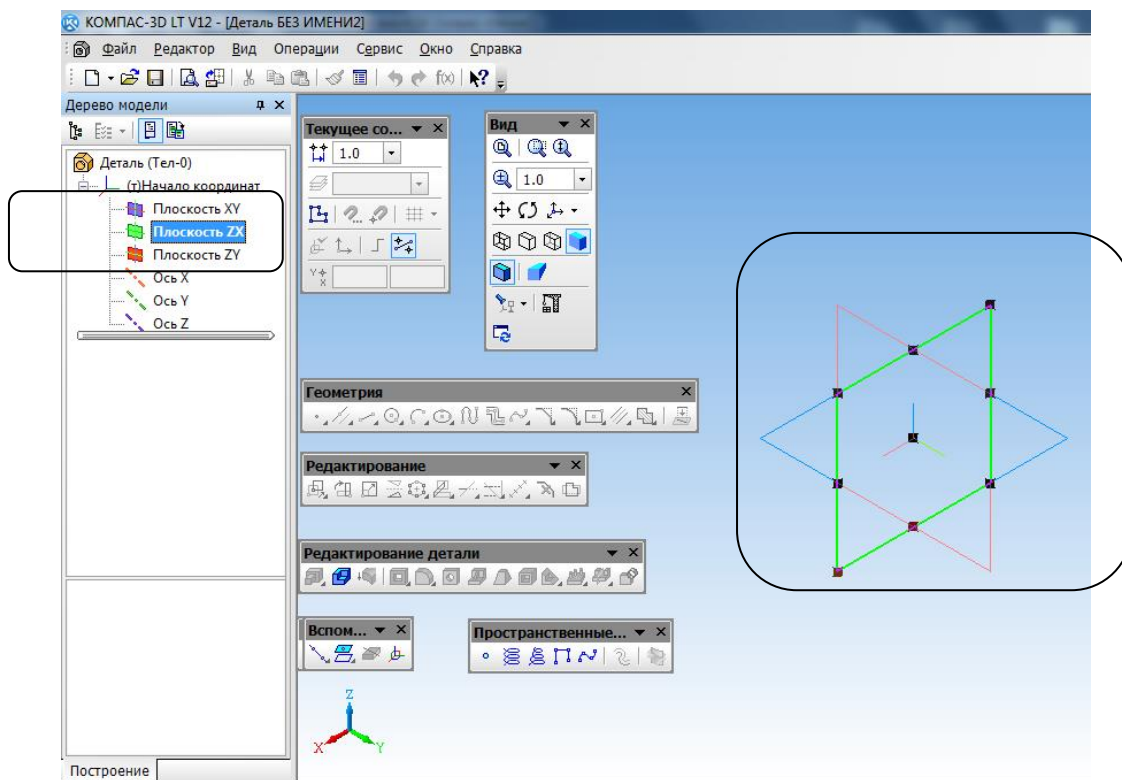 КОМПАС-3D LT V12 - [Деталь БЕЗ ИМЕНИ2]
Файл Редактор Вид Операции Сервис Окно Справка
f(x)
Дерево модели
Деталь (Тел-0)
(т)Начало координат
Плоскость XY
Плоскость ZX
Плоскость ZY
Ось X
Ось Y
Ось Z
Построение
Текущее со...
1.0
Y
X
Вид
1.0
Геометрия
Редактирование
Редактирование детали
Вспом...
Пространственные...
Z
X
Y